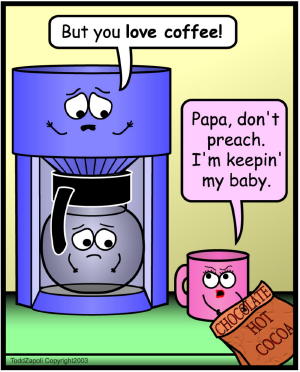 But you love coffee!
Papa, don't
preach.
I'm keepin'
my baby.
CHOCOLATE
HOT
COCOA
ToddZapoli Copyright2003